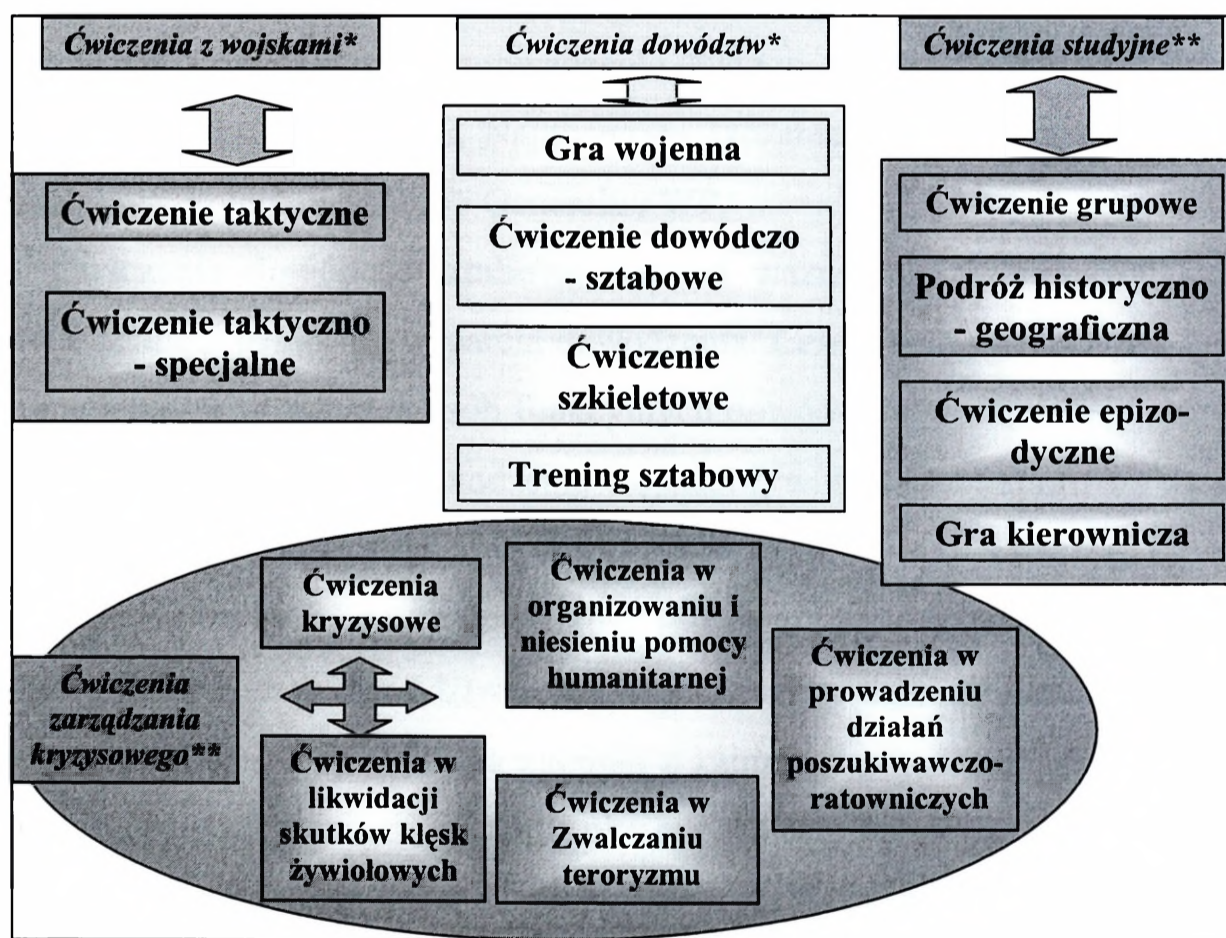 Ćwiczenia z wojskami*
Ćwiczenie taktyczne
Ćwiczenie taktyczno
- specjalne
Ćwiczenia dowództw*
Gra wojenna
Ćwiczenie dowódczo
- sztabowe
Ćwiczenie
szkieletowe
Trening sztabowy
Ćwiczenia studyjne**
Ćwiczenie grupowe
Podróż historyczno
- geograficzna
Ćwiczenie epizo-
dyczne
Gra kierownicza
Ćwiczenia
zarządzania
kryzysowego**
Ćwiczenia
kryzysowe
Ćwiczenia w
organizowaniu i
niesieniu pomocy
humanitarnej
Ćwiczenia w
prowadzeniu
działań
poszukiwawczo-
ratowniczych
Ćwiczenia w
likwidacji
skutków klęsk
żywiołowych
Ćwiczenia w
Zwalczaniu
teroryzmu